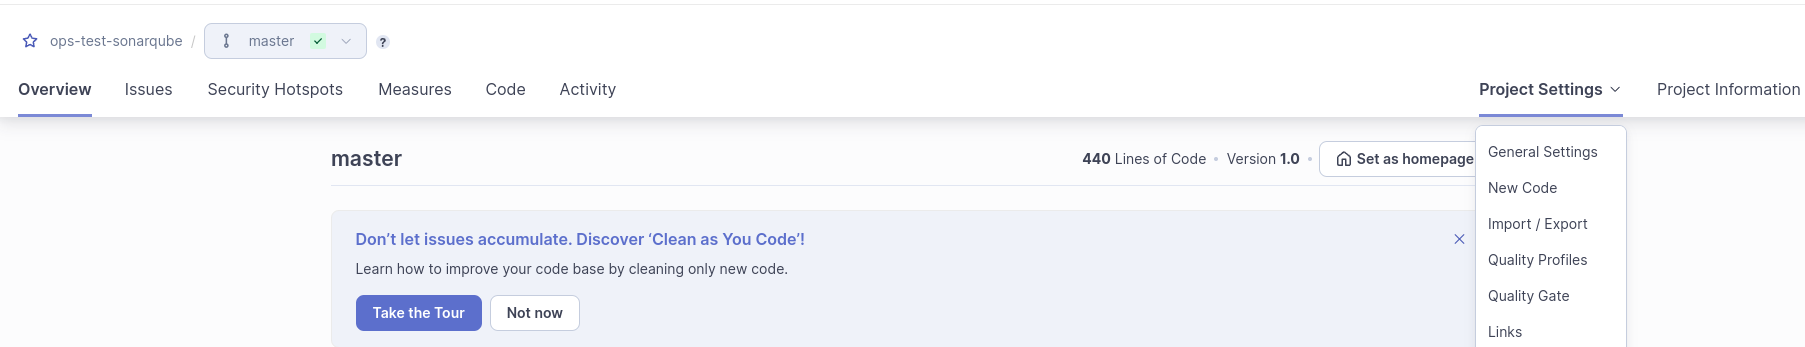 ops-test-sonarqube / master ?
Overview Issues Security Hotspots Measures Code Activity Project Settings Project Information
master 440 Lines of Code • Version 1.0 • Set as homepage
Don’t let issues accumulate. Discover ‘Clean as You Code’!
Learn how to improve your code base by cleaning only new code.
Take the Tour Not now
General Settings
New Code
Import / Export
Quality Profiles
Quality Gate
Links